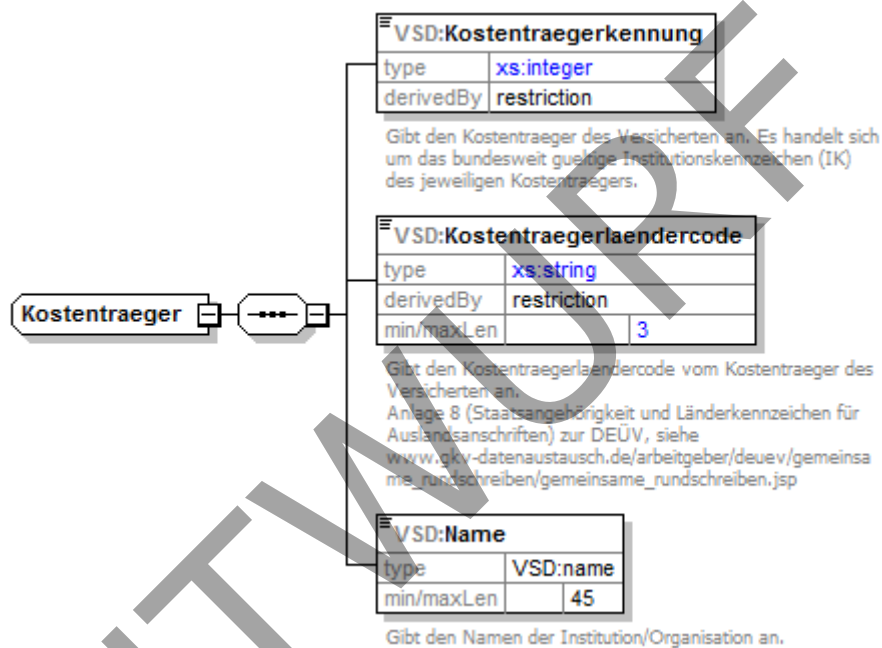 VSD:Kostentraegerkennung
type xs:integer
derivedBy restriction
Gibt den Kostentraeger des Versicherten an. Es handelt sich
um das bundesweit gueltige Institutionskennzeichen (IK)
des jeweiligen Kostentraegers.
VSD:Kostentraegerlaendercode
type xs:string
derivedBy restriction
min/maxLen 3
Gibt den Kostentraegerlaendercode vom Kostentraeger des
Versicherten an.
Anlage 8 (Staatsangehörigkeit und Länderkennzeichen für
Auslandsanschriften) zur DEÜV, siehe
www.gkv-datenaustausch.de/arbeitgeber/deuev/gemeinsa
me_rundschreiben/gemeinsame_rundschreiben.jsp
Kostentraeger
VSD:Name
type VSD:name
min/maxLen 45
Gibt den Namen der Institution/Organisation an.
NTWURF